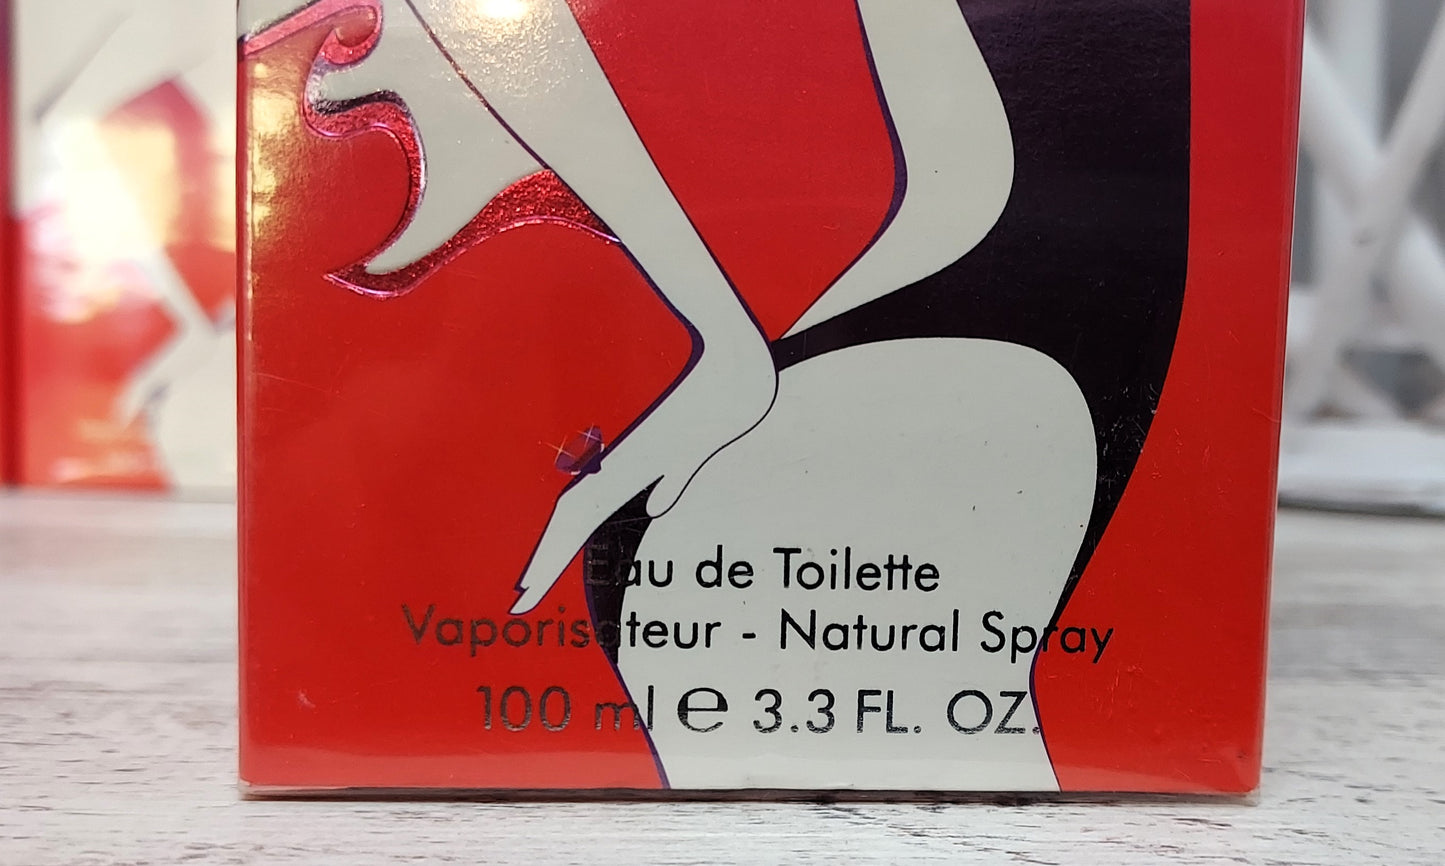 Eau de Toilette
Vaporisateur - Natural Spray
100 ml e 3.3 FL. OZ.